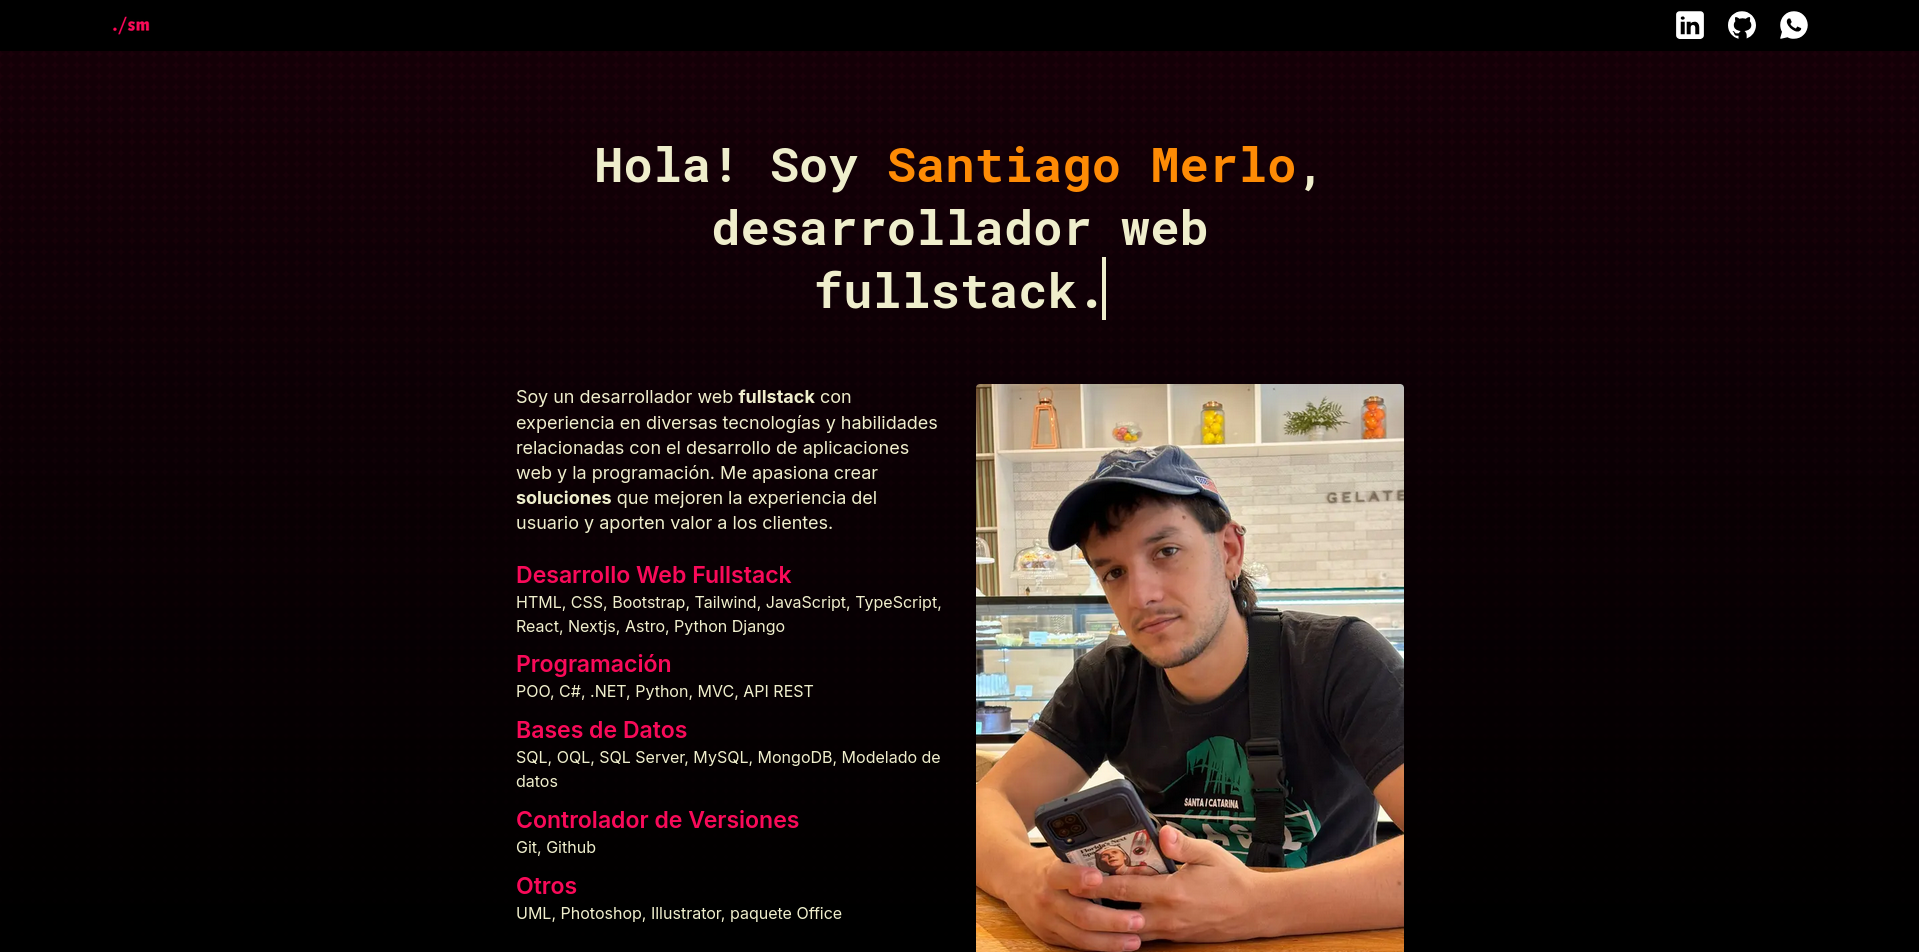 ./sm
Hola! Soy Santiago Merlo,
desarrollador web
fullstack.
Soy un desarrollador web fullstack con
experiencia en diversas tecnologías y habilidades
relacionadas con el desarrollo de aplicaciones
web y la programación. Me apasiona crear
soluciones que mejoren la experiencia del
usuario y aporten valor a los clientes.
Desarrollo Web Fullstack
HTML, CSS, Bootstrap, Tailwind, JavaScript, TypeScript,
React, Nextjs, Astro, Python Django
Programación
POO, C#, .NET, Python, MVC, API REST
Bases de Datos
SQL, OQL, SQL Server, MySQL, MongoDB, Modelado de
datos
Controlador de Versiones
Git, Github
Otros
UML, Photoshop, Illustrator, paquete Office
GELATE
SANTA / CATARINA